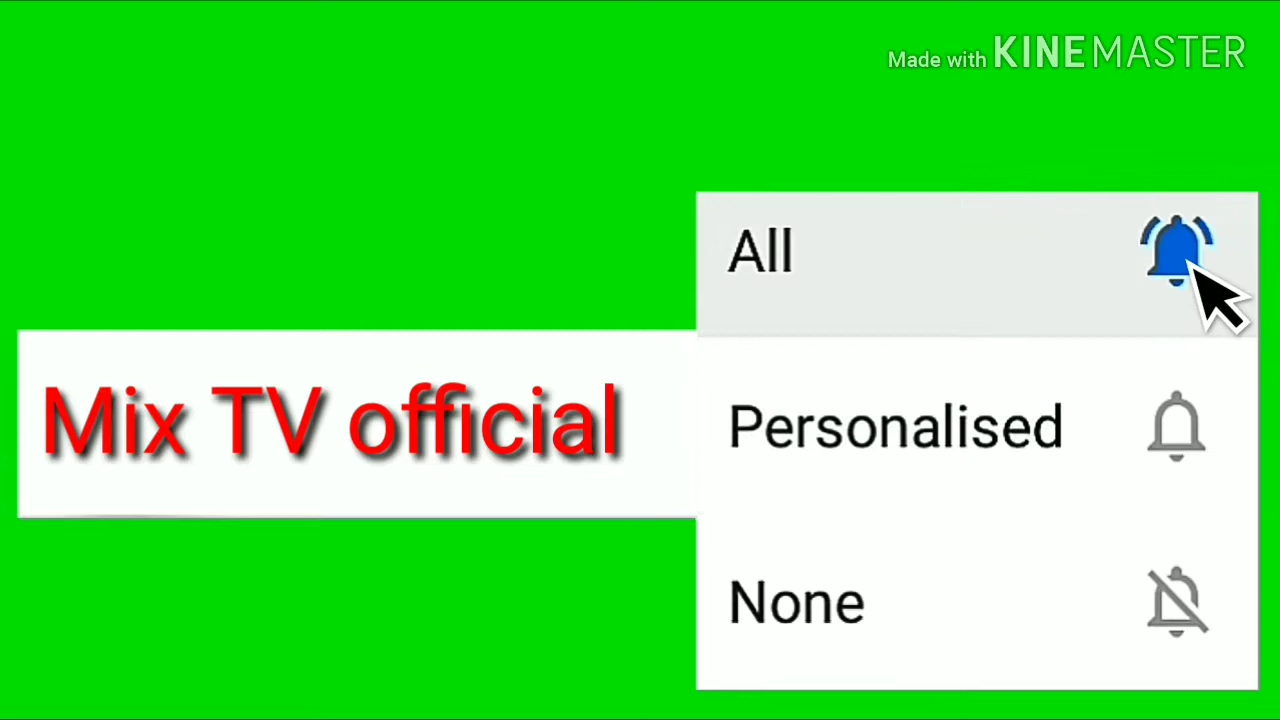 Made with KINEMASTER
All
Mix TV official
Personalised
None